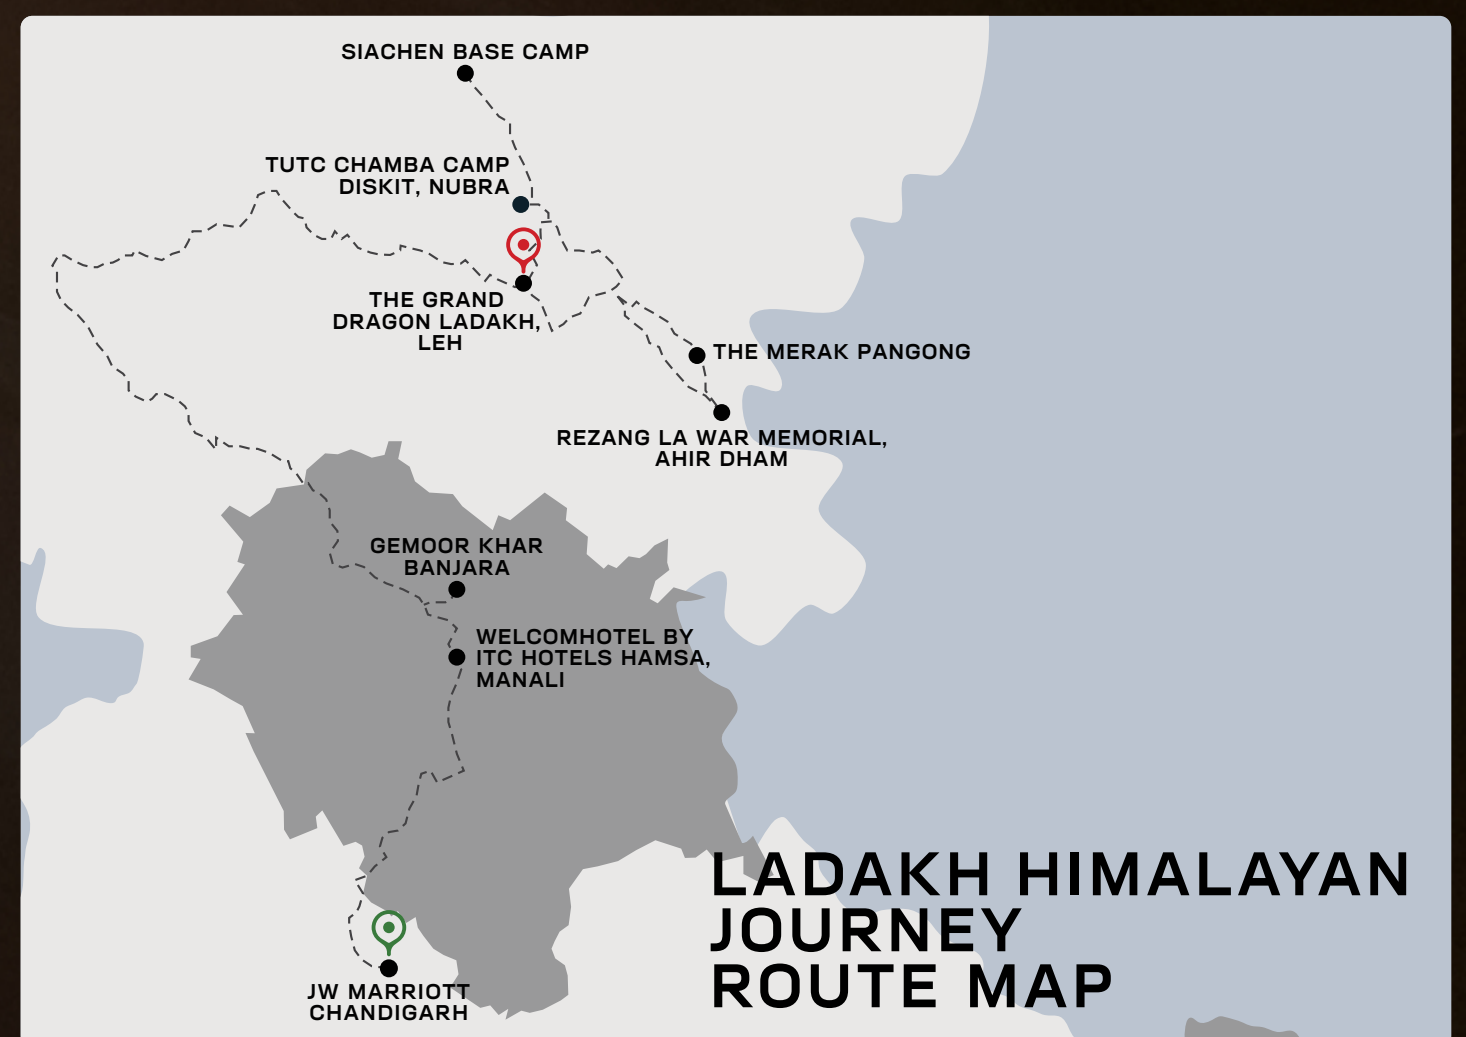 SIACHEN BASE CAMP
TUTC CHAMBA CAMP
DISKIT, NUBRA
THE GRAND
DRAGON LADAKH,
LEH
THE MERAK PANGONG
REZANG LA WAR MEMORIAL,
AHIR DHAM
GEMOOR KHAR
BANJARA
WELCOMHOTEL BY
ITC HOTELS HAMSA,
MANALI
LADAKH HIMALAYAN
JOURNEY
ROUTE MAP
JW MARRIOTT
CHANDIGARH